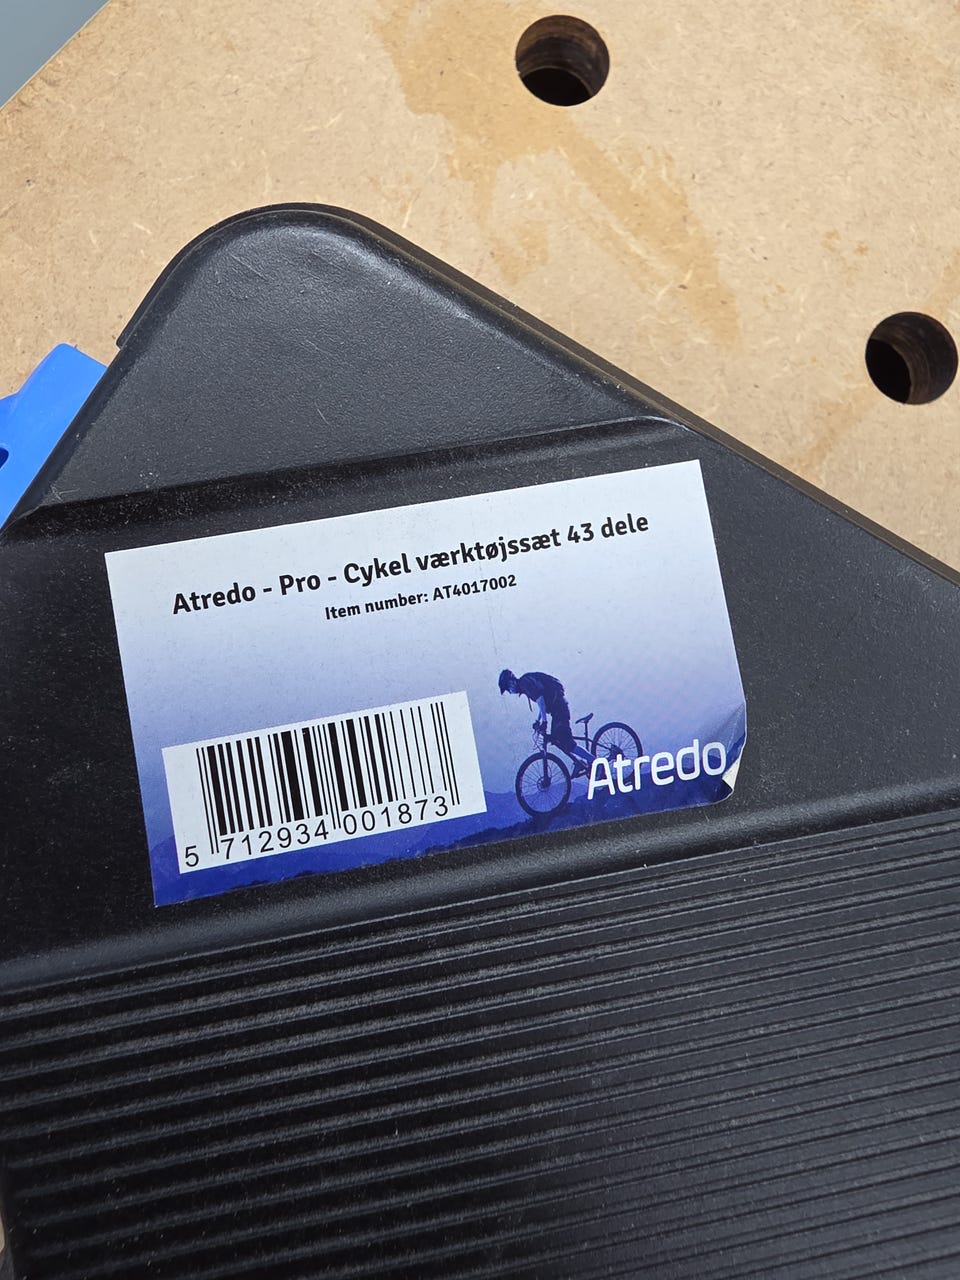 Atredo - Pro - Cykel værktøjssæt 43 dele
Item number: AT4017002
Atredo
5 712934 001873